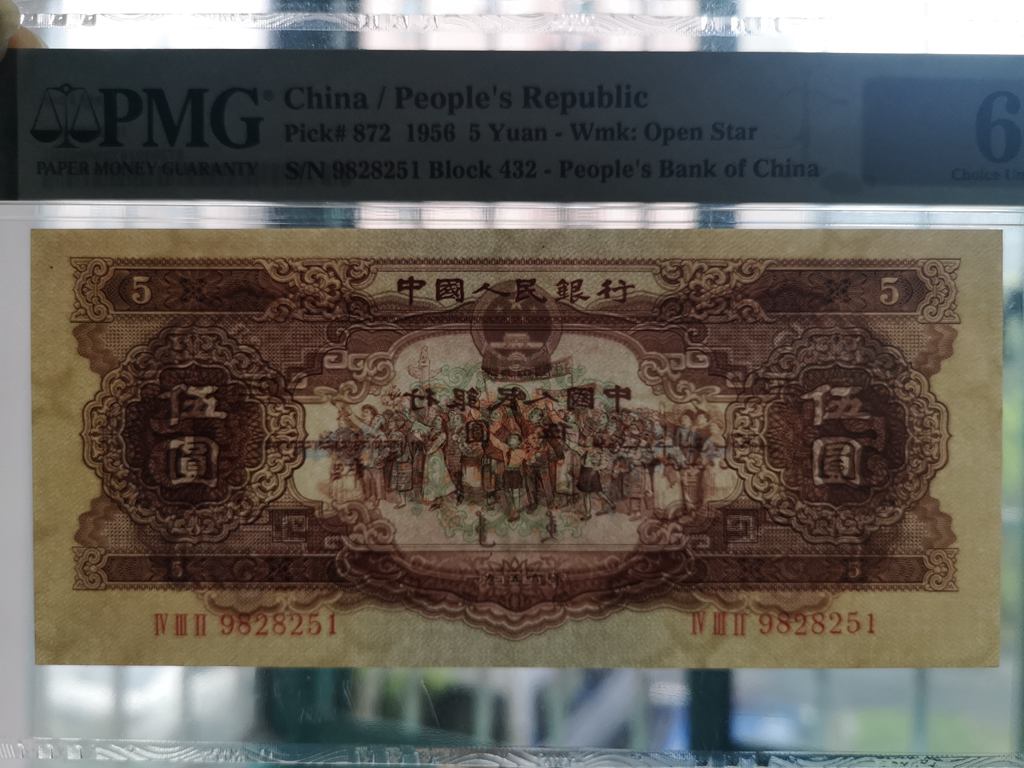 PMG®
PAPER MONEY GUARANTY
China / People's Republic
Pick# 872 1956 5 Yuan - Wmk: Open Star
S/N 9828251 Block 432 - People's Bank of China
6
Choice
5
中國人民銀行
5
伍圓
伍圓
5
5
IV III II 9828251
IV III II 9828251